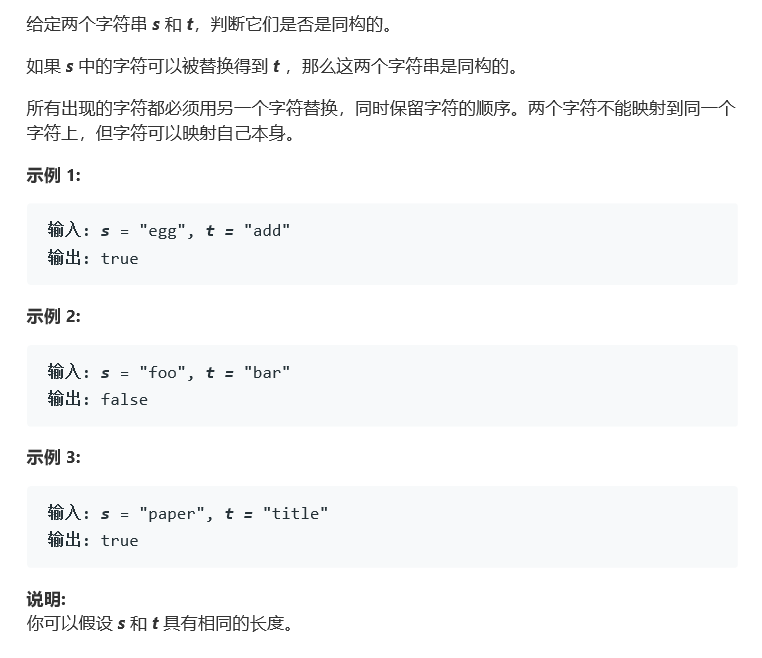 给定两个字符串 s 和 t，判断它们是否是同构的。
如果 s 中的字符可以被替换得到 t ，那么这两个字符串是同构的。
所有出现的字符都必须用另一个字符替换，同时保留字符的顺序。两个字符不能映射到同一个
字符上，但字符可以映射自己本身。
示例 1:
输入: s = "egg", t = "add"
输出: true
示例 2:
输入: s = "foo", t = "bar"
输出: false
示例 3:
输入: s = "paper", t = "title"
输出: true
说明:
你可以假设 s 和 t 具有相同的长度。